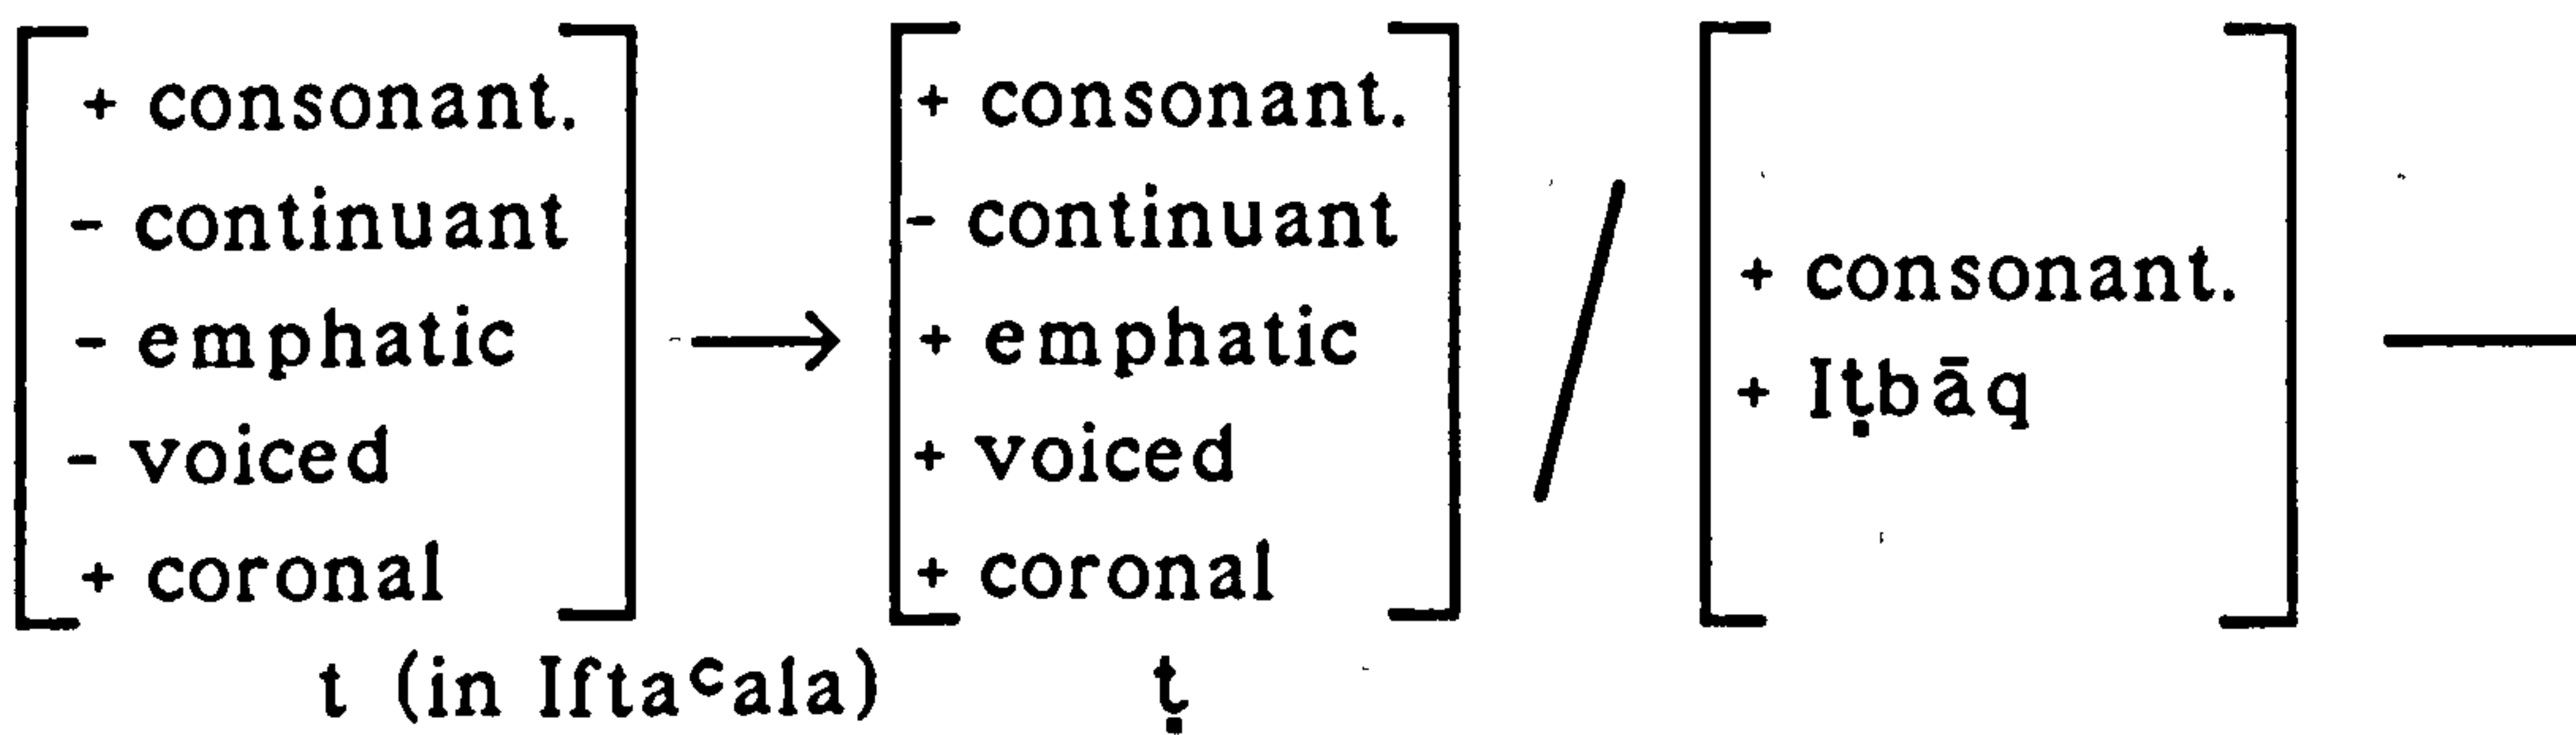 + consonant.
- continuant
- emphatic
- voiced
+ coronal
t (in Iftaᶜala)
→
+ consonant.
- continuant
+ emphatic
+ voiced
+ coronal
ṭ
/
+ consonant.
+ Iṭbāq
—